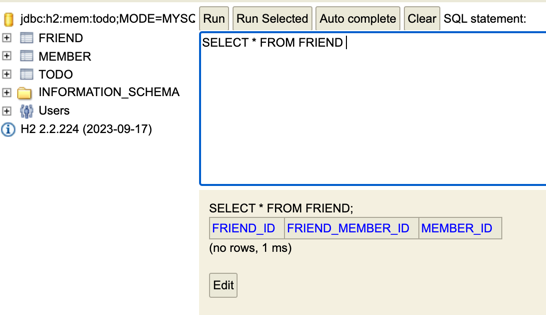 jdbc:h2:mem:todo;MODE=MYSQ
FRIEND
MEMBER
TODO
INFORMATION_SCHEMA
Users
H2 2.2.224 (2023-09-17)
Run Run Selected Auto complete Clear SQL statement:
SELECT * FROM FRIEND
SELECT * FROM FRIEND;
FRIEND_ID FRIEND_MEMBER_ID MEMBER_ID
(no rows, 1 ms)
Edit